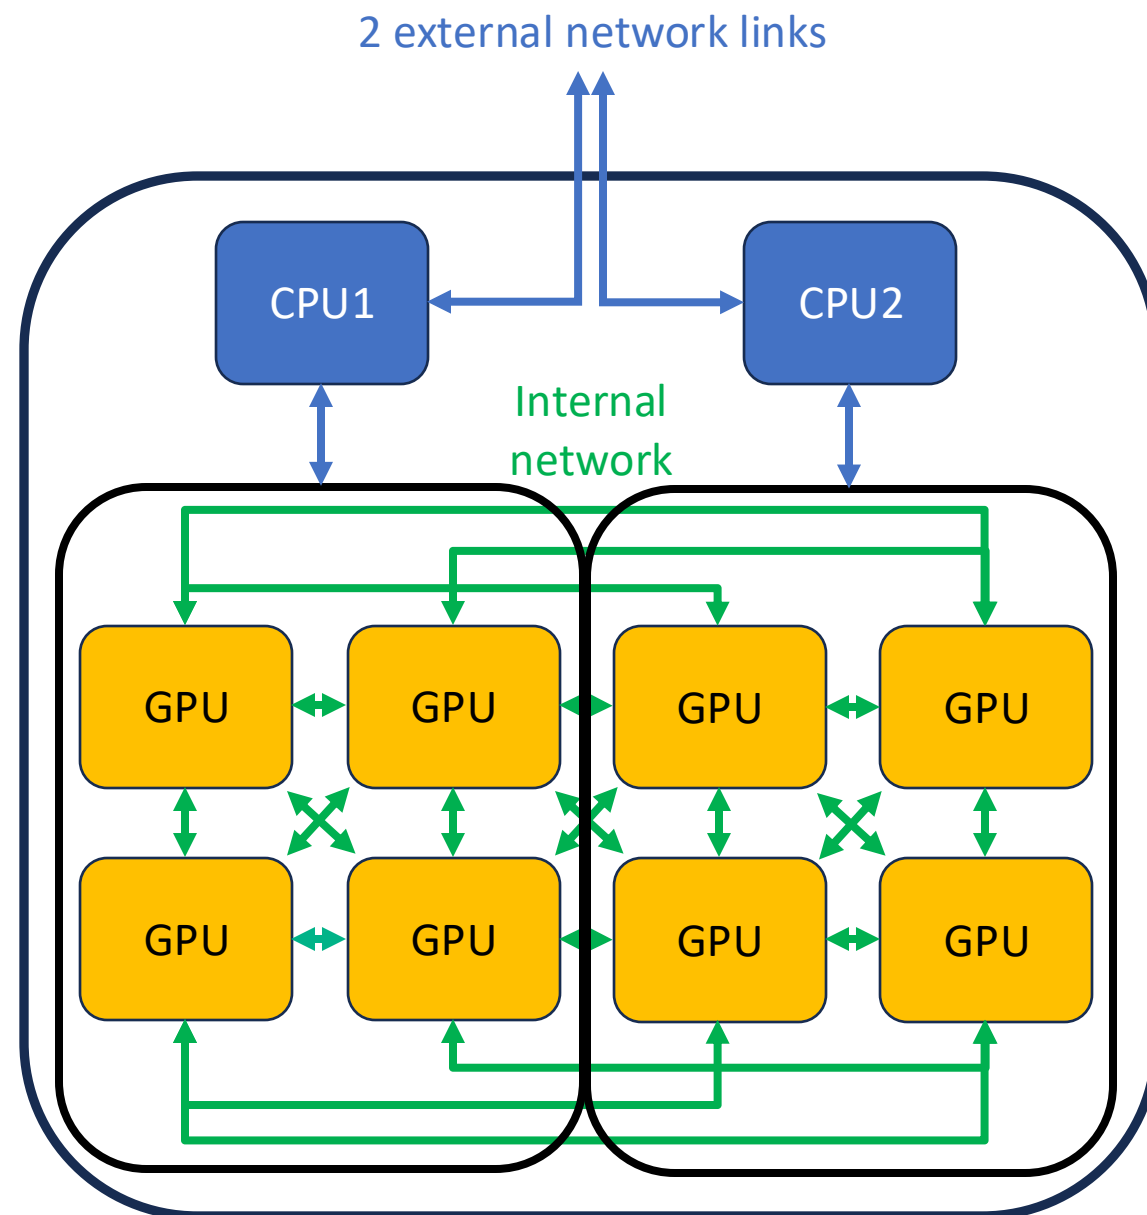 2 external network links
CPU1
CPU2
Internal
network
GPU
GPU
GPU
GPU
GPU
GPU
GPU
GPU